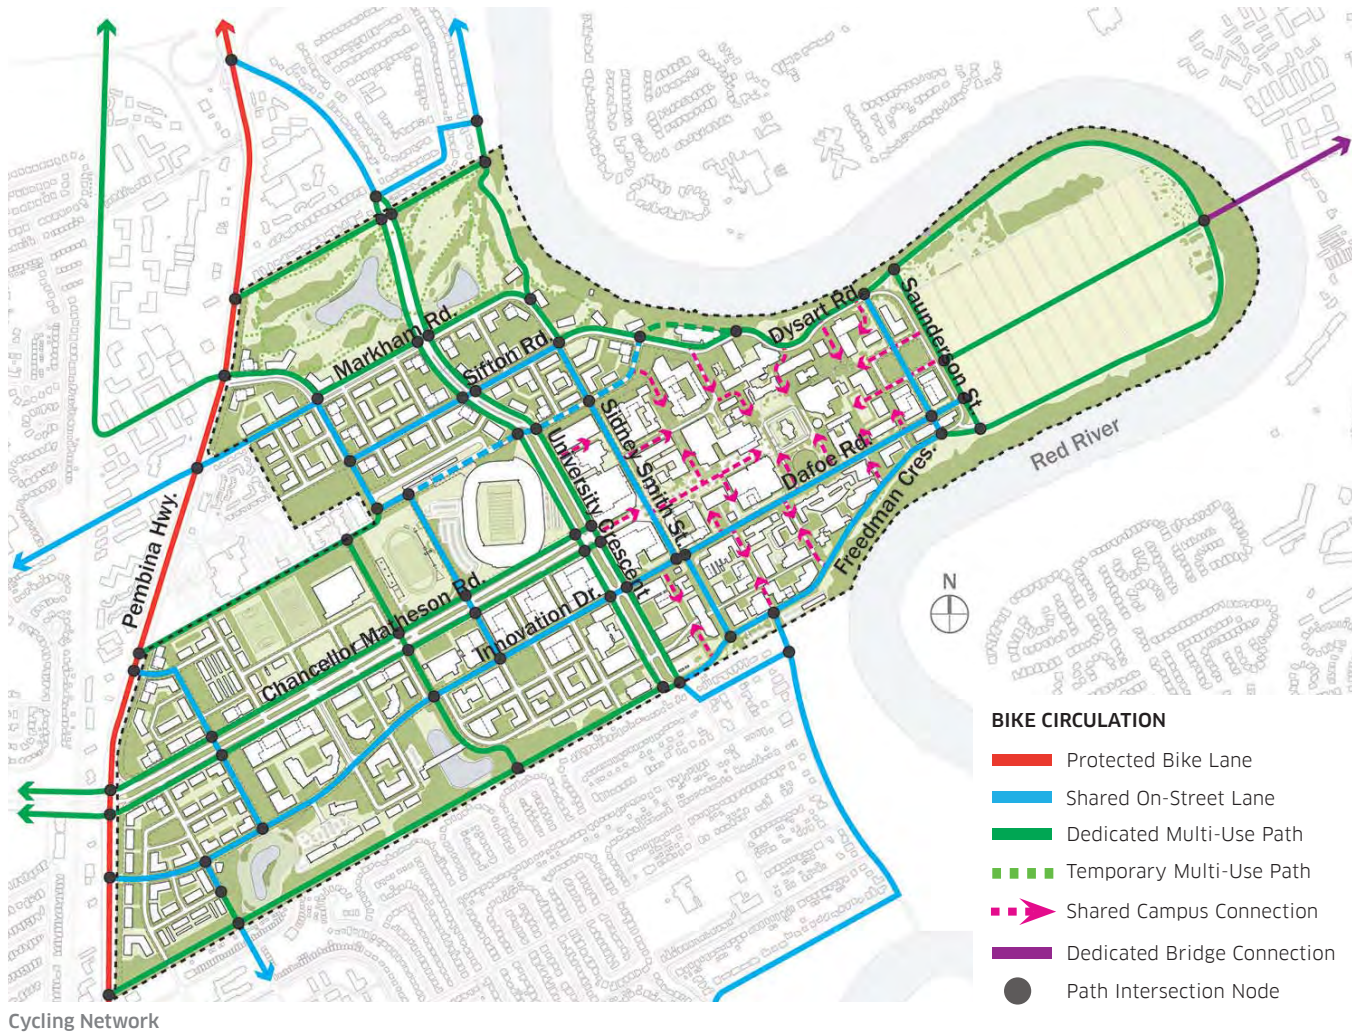 Markham Rd.
Sifton Rd.
Dysart Rd.
Saunderson St.
Sidney Smith St.
University Crescent
Dafoe Rd.
Freedman Cres.
Red River
Pembina Hwy.
Chancellor Matheson Rd.
Innovation Dr.
N
BIKE CIRCULATION
Protected Bike Lane
Shared On-Street Lane
Dedicated Multi-Use Path
Temporary Multi-Use Path
Shared Campus Connection
Dedicated Bridge Connection
Path Intersection Node
Cycling Network